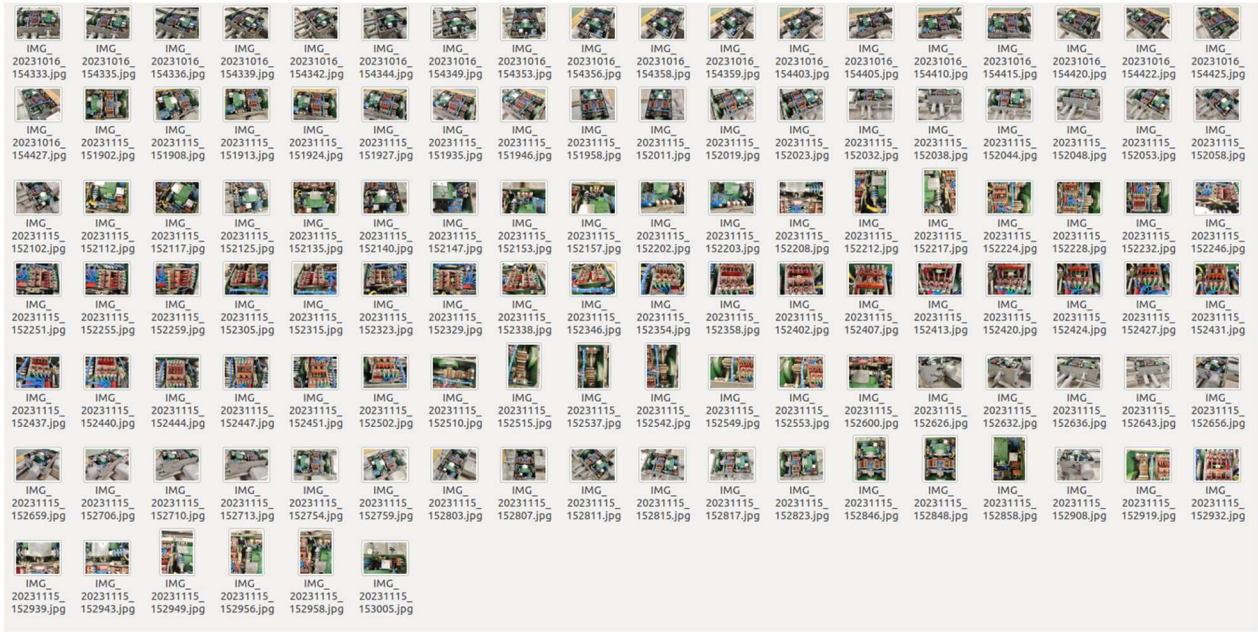 IMG_
20231016_
154333.jpg
IMG_
20231016_
154335.jpg
IMG_
20231016_
154336.jpg
IMG_
20231016_
154339.jpg
IMG_
20231016_
154342.jpg
IMG_
20231016_
154344.jpg
IMG_
20231016_
154349.jpg
IMG_
20231016_
154353.jpg
IMG_
20231016_
154356.jpg
IMG_
20231016_
154358.jpg
IMG_
20231016_
154359.jpg
IMG_
20231016_
154403.jpg
IMG_
20231016_
154405.jpg
IMG_
20231016_
154410.jpg
IMG_
20231016_
154415.jpg
IMG_
20231016_
154420.jpg
IMG_
20231016_
154422.jpg
IMG_
20231016_
154425.jpg
IMG_
20231016_
154427.jpg
IMG_
20231115_
151902.jpg
IMG_
20231115_
151908.jpg
IMG_
20231115_
151913.jpg
IMG_
20231115_
151924.jpg
IMG_
20231115_
151927.jpg
IMG_
20231115_
151935.jpg
IMG_
20231115_
151946.jpg
IMG_
20231115_
151958.jpg
IMG_
20231115_
152011.jpg
IMG_
20231115_
152019.jpg
IMG_
20231115_
152023.jpg
IMG_
20231115_
152032.jpg
IMG_
20231115_
152038.jpg
IMG_
20231115_
152044.jpg
IMG_
20231115_
152048.jpg
IMG_
20231115_
152053.jpg
IMG_
20231115_
152058.jpg
IMG_
20231115_
152102.jpg
IMG_
20231115_
152112.jpg
IMG_
20231115_
152117.jpg
IMG_
20231115_
152125.jpg
IMG_
20231115_
152135.jpg
IMG_
20231115_
152140.jpg
IMG_
20231115_
152147.jpg
IMG_
20231115_
152153.jpg
IMG_
20231115_
152157.jpg
IMG_
20231115_
152202.jpg
IMG_
20231115_
152203.jpg
IMG_
20231115_
152208.jpg
IMG_
20231115_
152212.jpg
IMG_
20231115_
152217.jpg
IMG_
20231115_
152224.jpg
IMG_
20231115_
152228.jpg
IMG_
20231115_
152232.jpg
IMG_
20231115_
152246.jpg
IMG_
20231115_
152251.jpg
IMG_
20231115_
152255.jpg
IMG_
20231115_
152259.jpg
IMG_
20231115_
152305.jpg
IMG_
20231115_
152315.jpg
IMG_
20231115_
152323.jpg
IMG_
20231115_
152329.jpg
IMG_
20231115_
152338.jpg
IMG_
20231115_
152346.jpg
IMG_
20231115_
152354.jpg
IMG_
20231115_
152358.jpg
IMG_
20231115_
152402.jpg
IMG_
20231115_
152407.jpg
IMG_
20231115_
152413.jpg
IMG_
20231115_
152420.jpg
IMG_
20231115_
152424.jpg
IMG_
20231115_
152427.jpg
IMG_
20231115_
152431.jpg
IMG_
20231115_
152437.jpg
IMG_
20231115_
152440.jpg
IMG_
20231115_
152444.jpg
IMG_
20231115_
152447.jpg
IMG_
20231115_
152451.jpg
IMG_
20231115_
152502.jpg
IMG_
20231115_
152510.jpg
IMG_
20231115_
152515.jpg
IMG_
20231115_
152537.jpg
IMG_
20231115_
152542.jpg
IMG_
20231115_
152549.jpg
IMG_
20231115_
152553.jpg
IMG_
20231115_
152600.jpg
IMG_
20231115_
152626.jpg
IMG_
20231115_
152632.jpg
IMG_
20231115_
152636.jpg
IMG_
20231115_
152643.jpg
IMG_
20231115_
152656.jpg
IMG_
20231115_
152659.jpg
IMG_
20231115_
152706.jpg
IMG_
20231115_
152710.jpg
IMG_
20231115_
152713.jpg
IMG_
20231115_
152754.jpg
IMG_
20231115_
152759.jpg
IMG_
20231115_
152803.jpg
IMG_
20231115_
152807.jpg
IMG_
20231115_
152811.jpg
IMG_
20231115_
152815.jpg
IMG_
20231115_
152817.jpg
IMG_
20231115_
152823.jpg
IMG_
20231115_
152846.jpg
IMG_
20231115_
152848.jpg
IMG_
20231115_
152858.jpg
IMG_
20231115_
152908.jpg
IMG_
20231115_
152919.jpg
IMG_
20231115_
152932.jpg
IMG_
20231115_
152939.jpg
IMG_
20231115_
152943.jpg
IMG_
20231115_
152949.jpg
IMG_
20231115_
152956.jpg
IMG_
20231115_
152958.jpg
IMG_
20231115_
153005.jpg